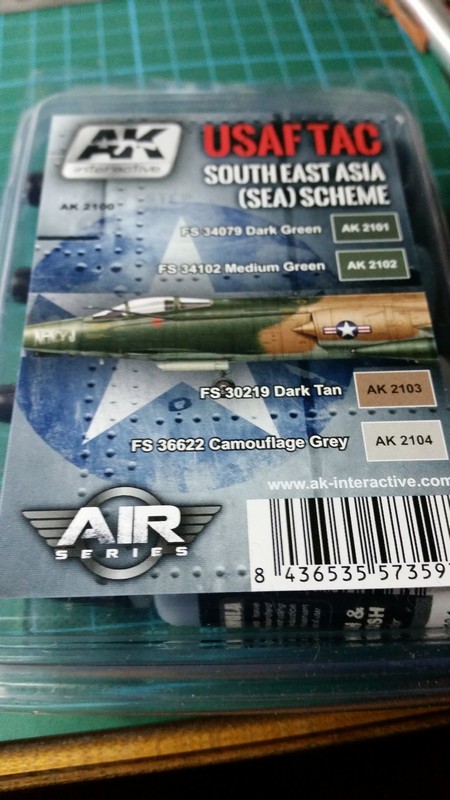 AK
interactive
USAF TAC
SOUTH EAST ASIA
(SEA) SCHEME
AK 2100
FS 34079 Dark Green AK 2101
FS 34102 Medium Green AK 2102
FS 30219 Dark Tan AK 2103
FS 36622 Camouflage Grey AK 2104
www.ak-interactive.com
AIR
SERIES
8 436535 57359